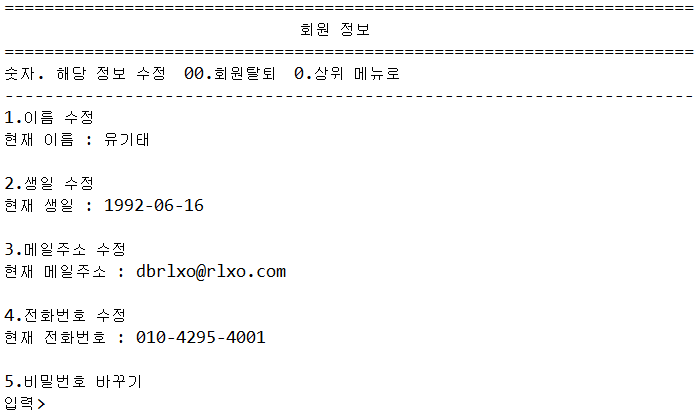 =====================================================================
회원 정보
=====================================================================
숫자. 해당 정보 수정  00.회원탈퇴  0.상위 메뉴로
---------------------------------------------------------------------
1.이름 수정
현재 이름 : 유기태
2.생일 수정
현재 생일 : 1992-06-16
3.메일주소 수정
현재 메일주소 : dbrlxo@rlxo.com
4.전화번호 수정
현재 전화번호 : 010-4295-4001
5.비밀번호 바꾸기
입력>